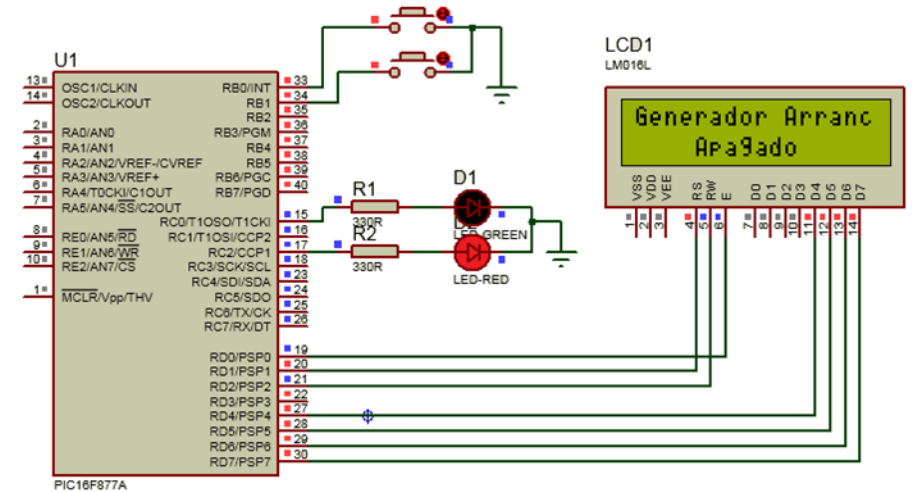 U1
13
OSC1/CLKIN
14
OSC2/CLKOUT
2
RA0/AN0
3
RA1/AN1
4
RA2/AN2/VREF-/CVREF
5
RA3/AN3/VREF+
6
RA4/T0CKI/C1OUT
7
RA5/AN4/SS/C2OUT
8
RE0/AN5/RD
9
RE1/AN6/WR
10
RE2/AN7/CS
1
MCLR/Vpp/THV
RB0/INT
33
RB1
34
RB2
35
RB3/PGM
36
RB4
37
RB5
38
RB6/PGC
39
RB7/PGD
40
RC0/T1OSO/T1CKI
15
RC1/T1OSI/CCP2
16
RC2/CCP1
17
RC3/SCK/SCL
18
RC4/SDI/SDA
23
RC5/SDO
24
RC6/TX/CK
25
RC7/RX/DT
26
RD0/PSP0
19
RD1/PSP1
20
RD2/PSP2
21
RD3/PSP3
22
RD4/PSP4
27
RD5/PSP5
28
RD6/PSP6
29
RD7/PSP7
30
PIC16F877A
R1
330R
R2
330R
D1
LED-GREEN
LED-RED
LCD1
LM016L
Generador Arranc
Apagado
VSS
VDD
VEE
RS
RW
E
D0
D1
D2
D3
D4
D5
D6
D7
1
2
3
4
5
6
7
8
9
10
11
12
13
14